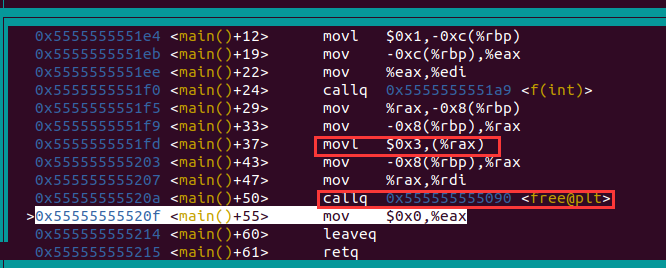 0x5555555551e4 <main()+12> movl $0x1,-0xc(%rbp)
0x5555555551eb <main()+19> mov -0xc(%rbp),%eax
0x5555555551ee <main()+22> mov %eax,%edi
0x5555555551f0 <main()+24> callq 0x5555555551a9 <f(int)>
0x5555555551f5 <main()+29> mov %rax,-0x8(%rbp)
0x5555555551f9 <main()+33> mov -0x8(%rbp),%rax
0x5555555551fd <main()+37> movl $0x3,(%rax)
0x555555555203 <main()+43> mov -0x8(%rbp),%rax
0x555555555207 <main()+47> mov %rax,%rdi
0x55555555520a <main()+50> callq 0x555555555090 <free@plt>
>0x55555555520f <main()+55> mov $0x0,%eax
0x555555555214 <main()+60> leaveq
0x555555555215 <main()+61> retq